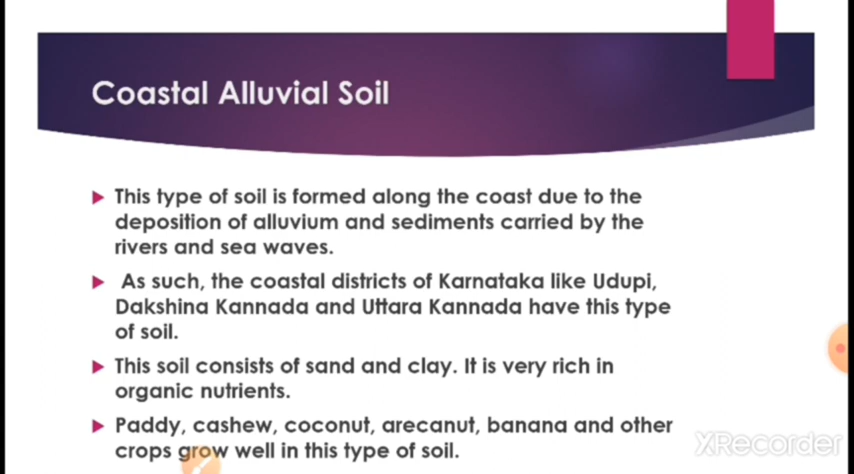 Coastal Alluvial Soil
This type of soil is formed along the coast due to the
deposition of alluvium and sediments carried by the
rivers and sea waves.
As such, the coastal districts of Karnataka like Udupi,
Dakshina Kannada and Uttara Kannada have this type
of soil.
This soil consists of sand and clay. It is very rich in
organic nutrients.
Paddy, cashew, coconut, arecanut, banana and other
crops grow well in this type of soil.
XRecorder